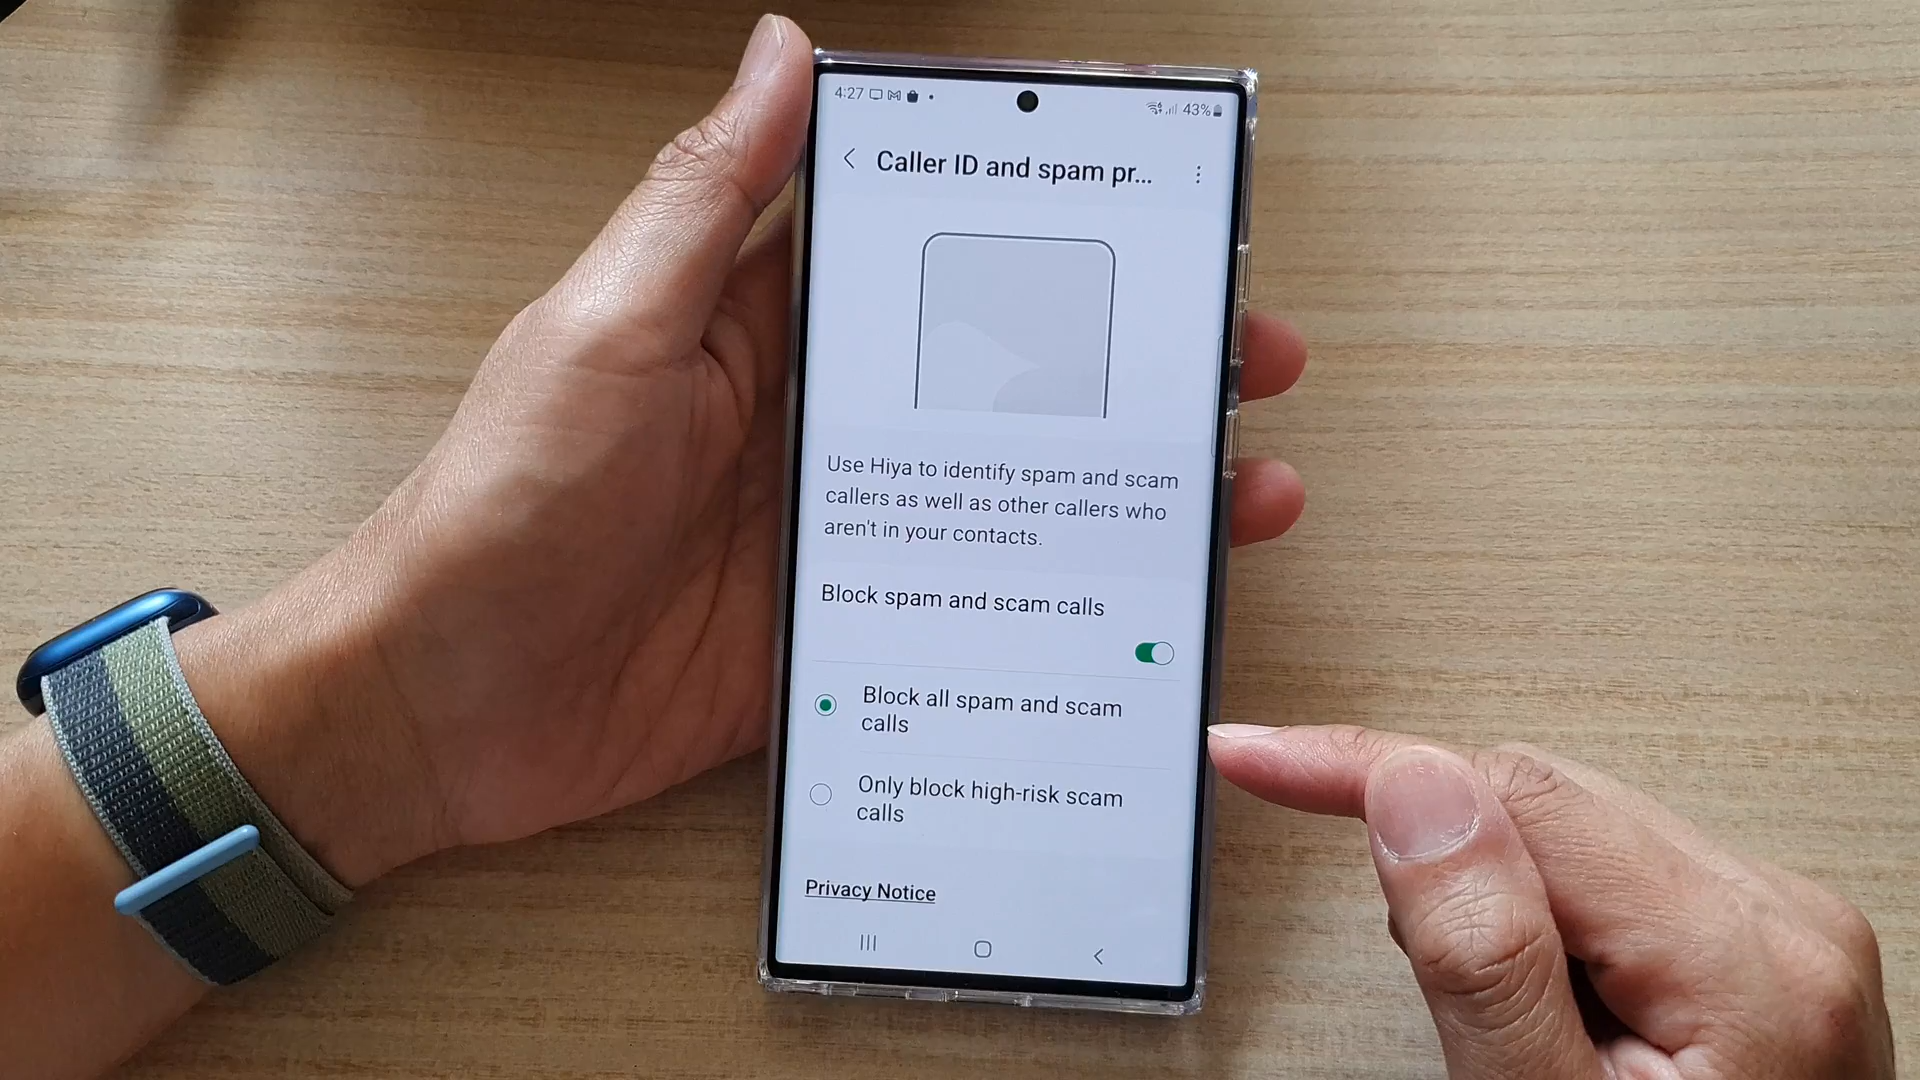 4:27
43%
Caller ID and spam pr...
Use Hiya to identify spam and scam
callers as well as other callers who
aren't in your contacts.
Block spam and scam calls
Block all spam and scam
calls
Only block high-risk scam
calls
Privacy Notice